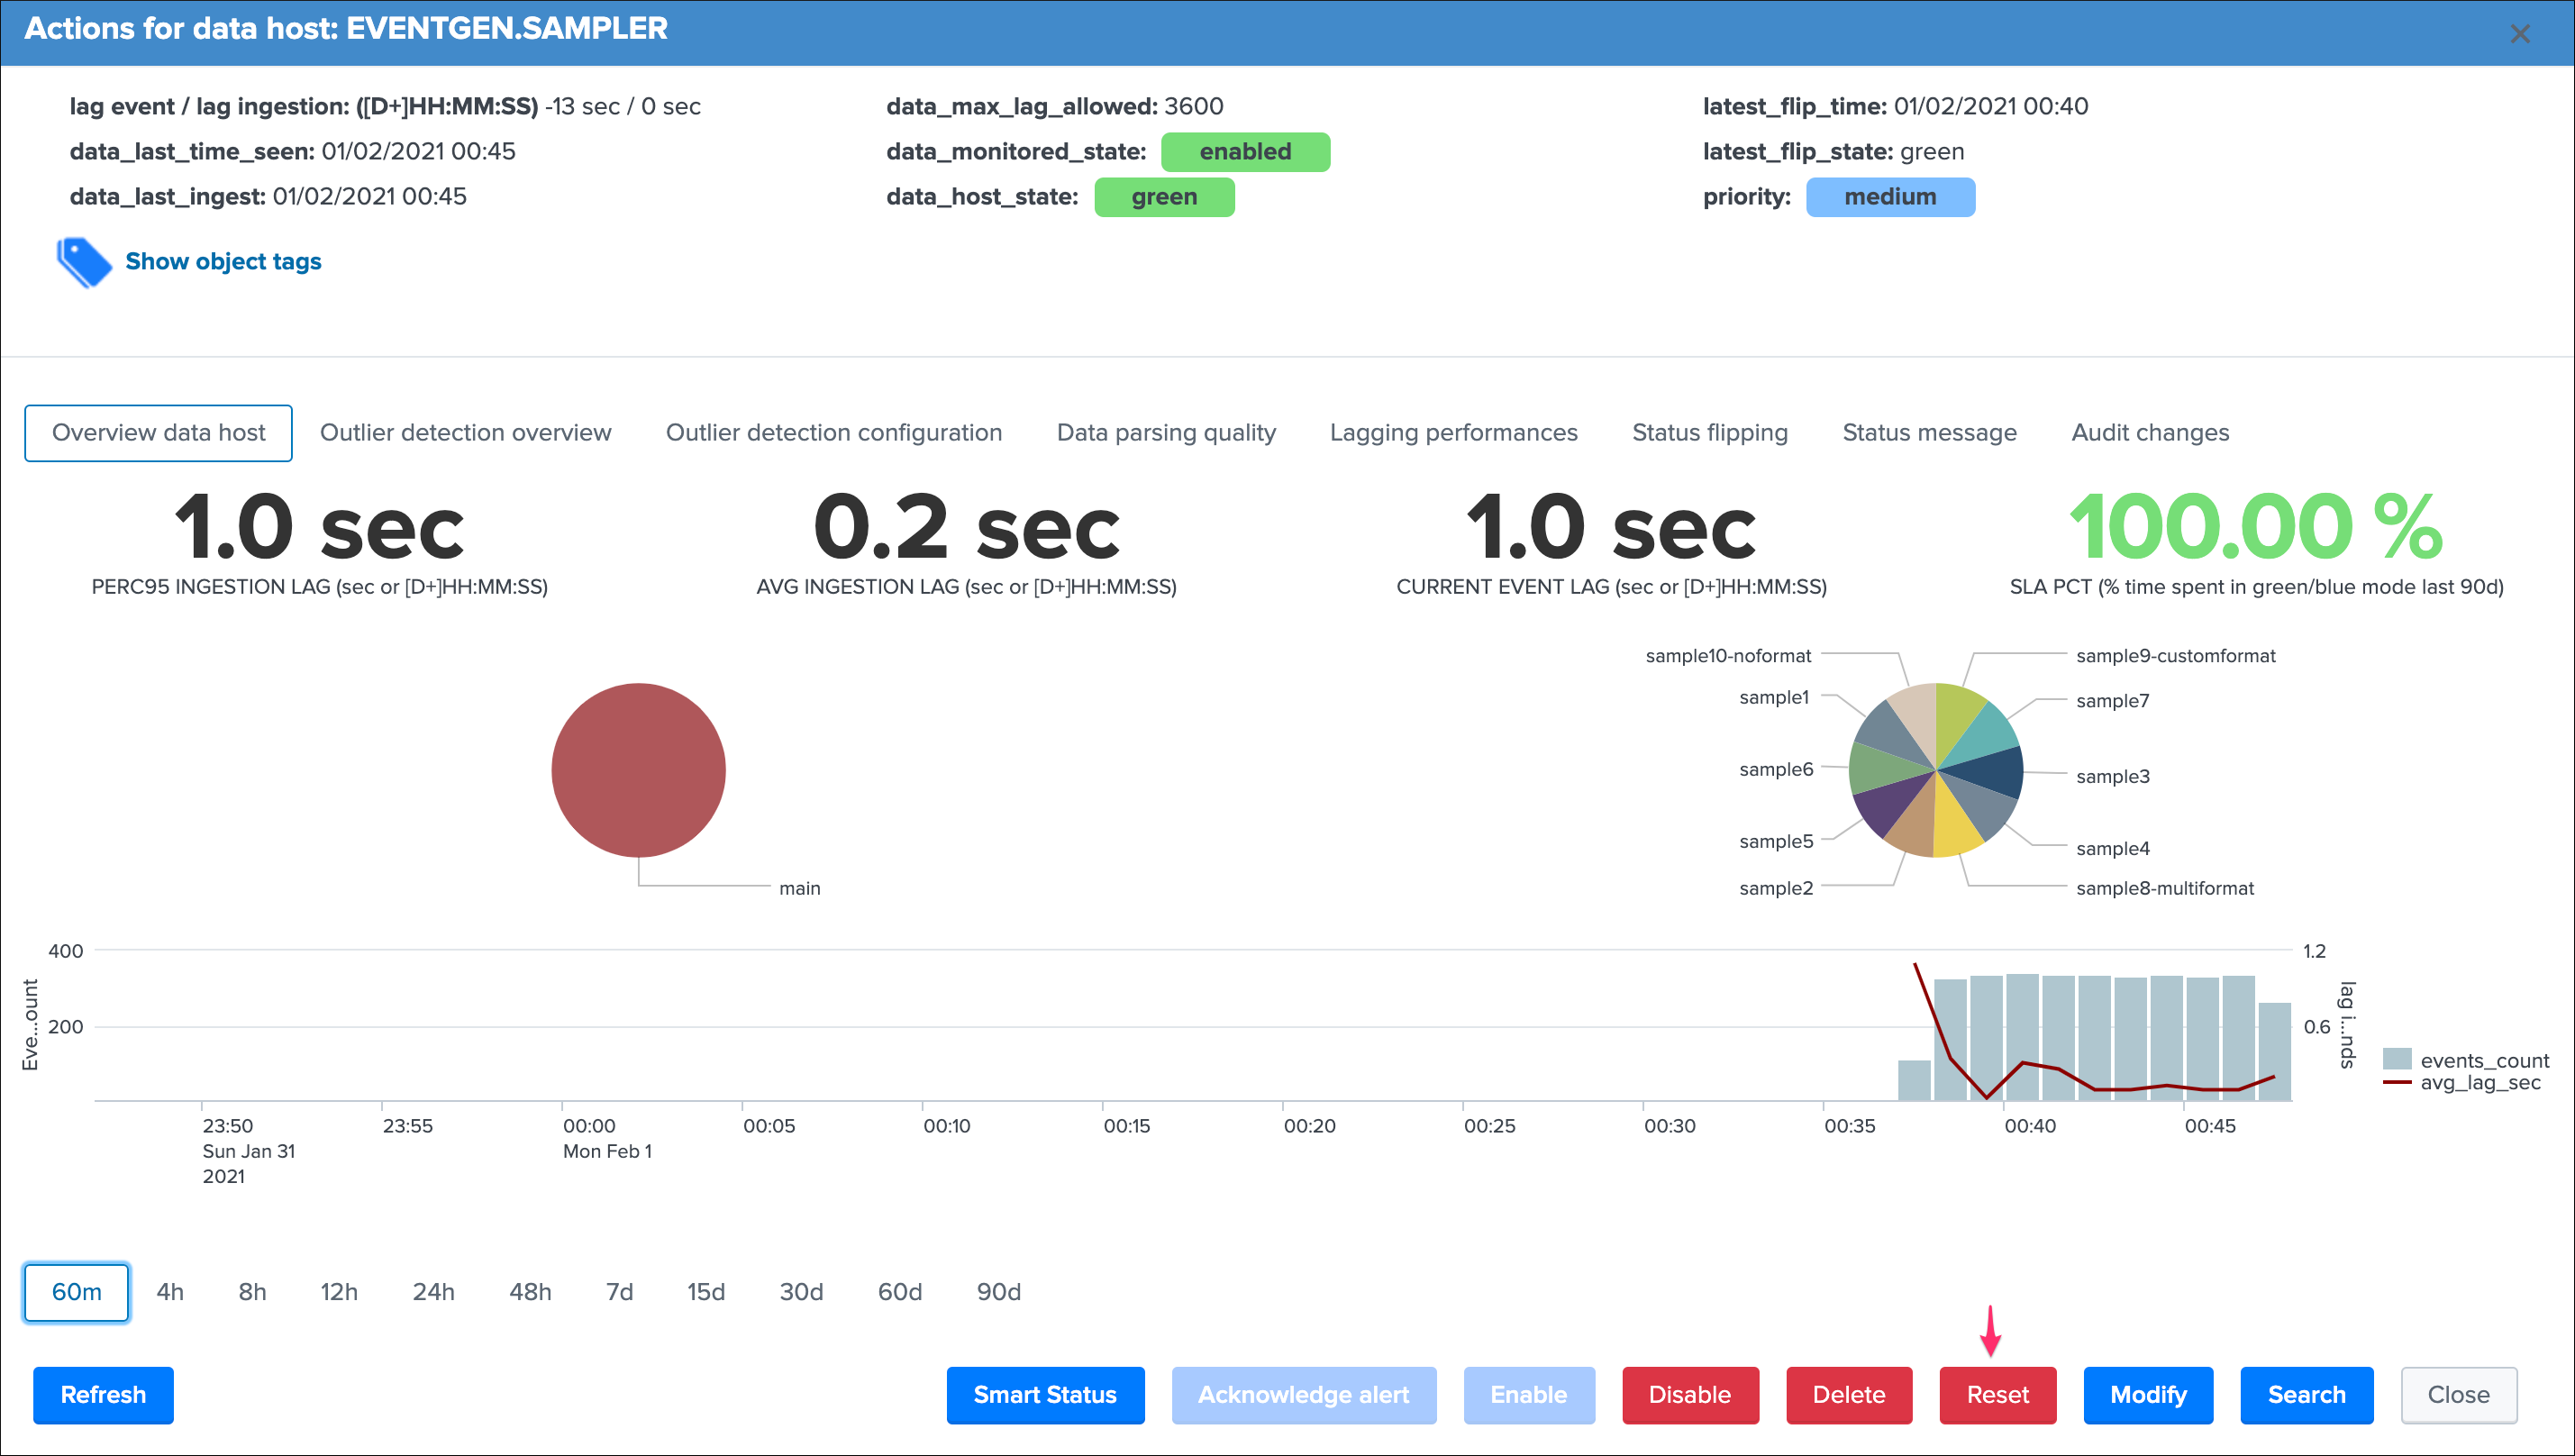 Actions for data host: EVENTGEN.SAMPLER
lag event / lag ingestion: ([D+]HH:MM:SS) -13 sec / 0 sec
data_max_lag_allowed: 3600
latest_flip_time: 01/02/2021 00:40
data_last_time_seen: 01/02/2021 00:45
data_monitored_state: enabled
latest_flip_state: green
data_last_ingest: 01/02/2021 00:45
data_host_state: green
priority: medium
Show object tags
Overview data host
Outlier detection overview
Outlier detection configuration
Data parsing quality
Lagging performances
Status flipping
Status message
Audit changes
1.0 sec
PERC95 INGESTION LAG (sec or [D+]HH:MM:SS)
0.2 sec
AVG INGESTION LAG (sec or [D+]HH:MM:SS)
1.0 sec
CURRENT EVENT LAG (sec or [D+]HH:MM:SS)
100.00 %
SLA PCT (% time spent in green/blue mode last 90d)
main
sample10-noformat
sample9-customformat
sample1
sample7
sample6
sample3
sample5
sample4
sample2
sample8-multiformat
Eve...ount
400
200
1.2
0.6
lag i...nds
events_count
avg_lag_sec
23:50
Sun Jan 31
2021
23:55
00:00
Mon Feb 1
00:05
00:10
00:15
00:20
00:25
00:30
00:35
00:40
00:45
60m
4h
8h
12h
24h
48h
7d
15d
30d
60d
90d
Refresh
Smart Status
Acknowledge alert
Enable
Disable
Delete
Reset
Modify
Search
Close